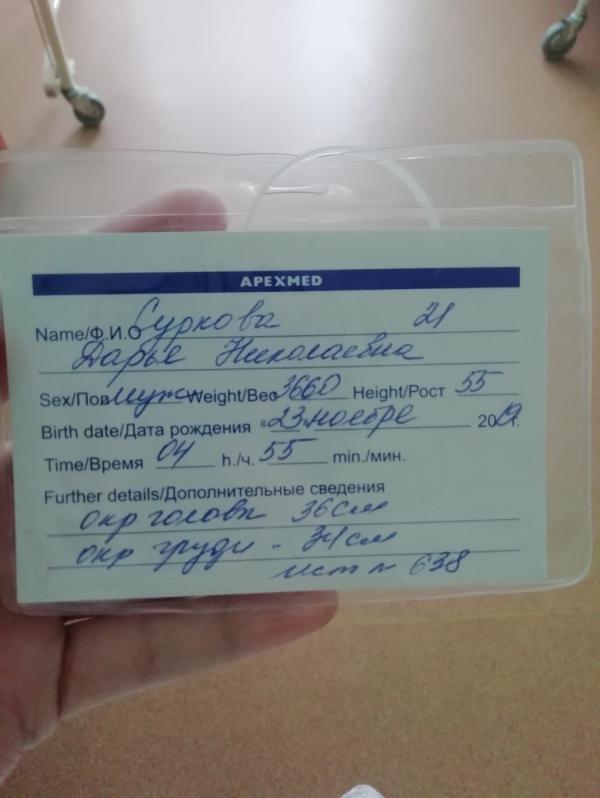 APEXMED
Name/Ф.И.О Суркова 21
Дарья Николаевна
Sex/Пол муж Weight/Вес 3660 Height/Рост 55
Birth date/Дата рождения «23» ноября 2019г.
Time/Время 04 h./ч. 55 min./мин.
Further details/Дополнительные сведения
окр головы 36 см
окр груди - 34 см
ист № 638